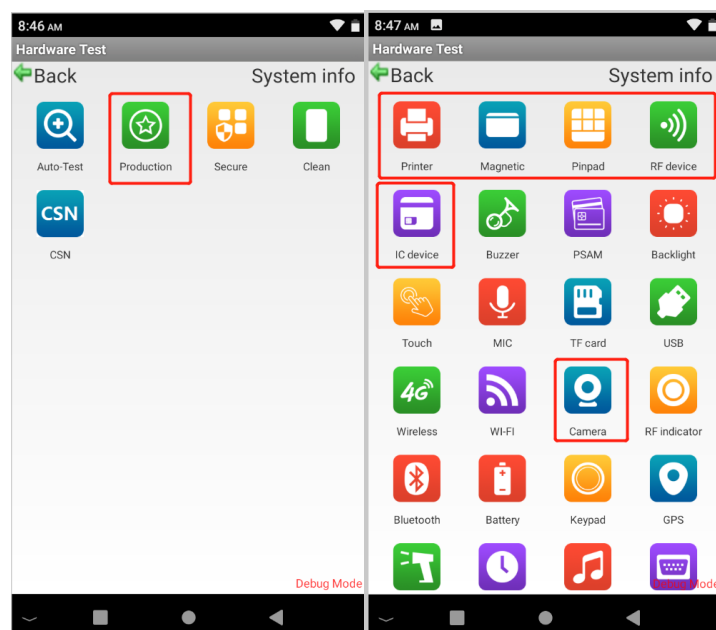 8:46 AM
Hardware Test
Back System info
Auto-Test Production Secure Clean
CSN
CSN
Debug Mode
8:47 AM
Hardware Test
Back System info
Printer Magnetic Pinpad RF device
IC device Buzzer PSAM Backlight
Touch MIC TF card USB
4G
Wireless WI-FI Camera RF indicator
Bluetooth Battery Keypad GPS
Debug Mode